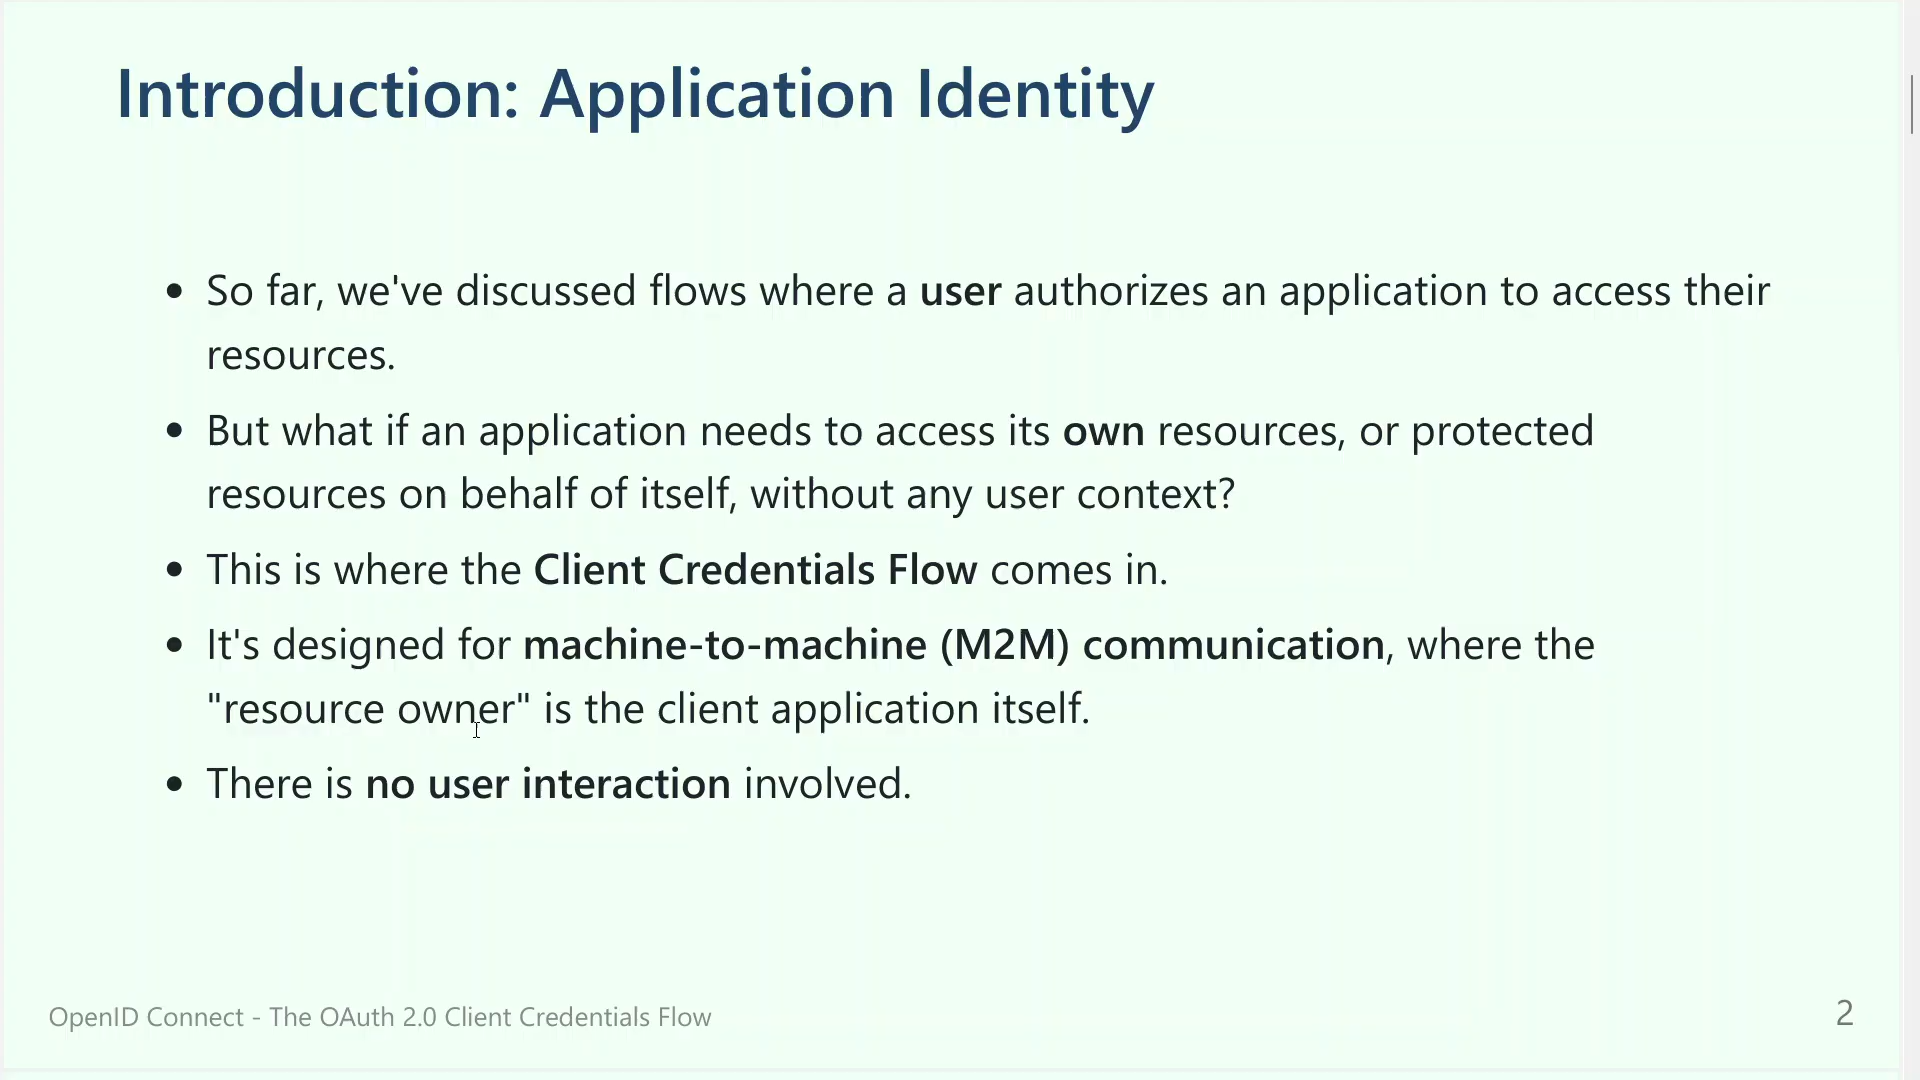 Introduction: Application Identity
• So far, we've discussed flows where a user authorizes an application to access their
resources.
• But what if an application needs to access its own resources, or protected
resources on behalf of itself, without any user context?
• This is where the Client Credentials Flow comes in.
• It's designed for machine-to-machine (M2M) communication, where the
"resource owner" is the client application itself.
• There is no user interaction involved.
OpenID Connect - The OAuth 2.0 Client Credentials Flow
2